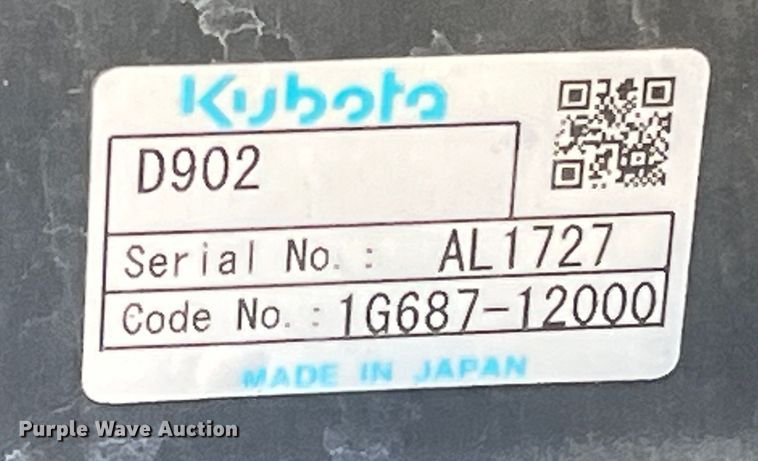 Kubota
D902
Serial No. : AL1727
Code No. : 1G687-12000
MADE IN JAPAN
Purple Wave Auction